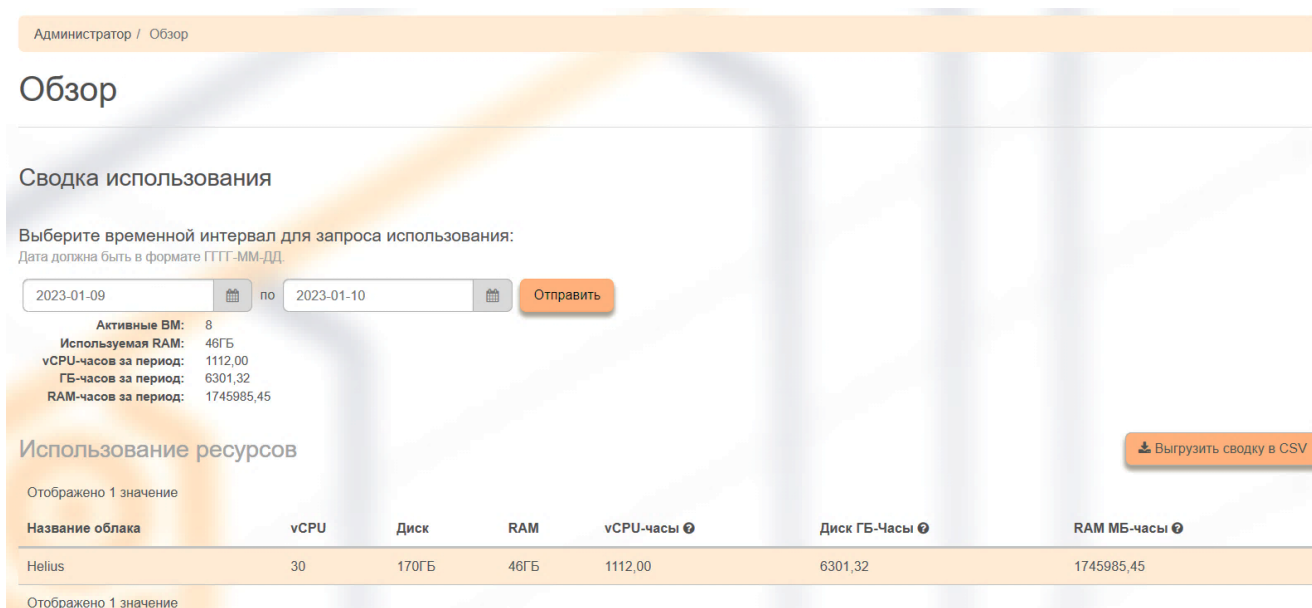 Администратор / Обзор
Обзор
Сводка использования
Выберите временной интервал для запроса использования:
Дата должна быть в формате ГГГГ-ММ-ДД.
2023-01-09 по 2023-01-10 Отправить
Активные ВМ: 8
Используемая RAM: 46ГБ
vCPU-часов за период: 1112,00
ГБ-часов за период: 6301,32
RAM-часов за период: 1745985,45
Использование ресурсов Выгрузить сводку в CSV
Отображено 1 значение
Название облака vCPU Диск RAM vCPU-часы Диск ГБ-Часы RAM МБ-часы
Helius 30 170ГБ 46ГБ 1112,00 6301,32 1745985,45
Отображено 1 значение